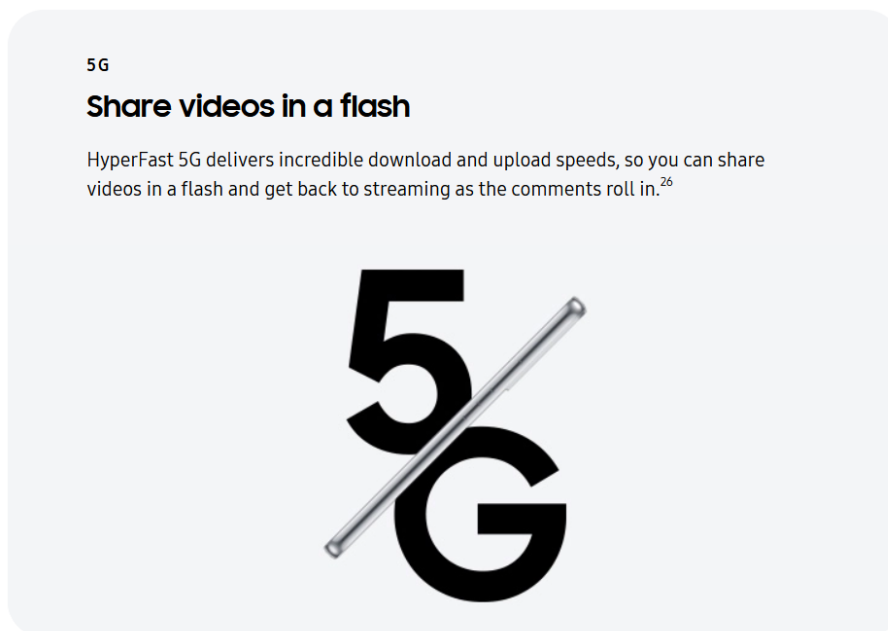 5G
Share videos in a flash
HyperFast 5G delivers incredible download and upload speeds, so you can share
videos in a flash and get back to streaming as the comments roll in.26
5
G